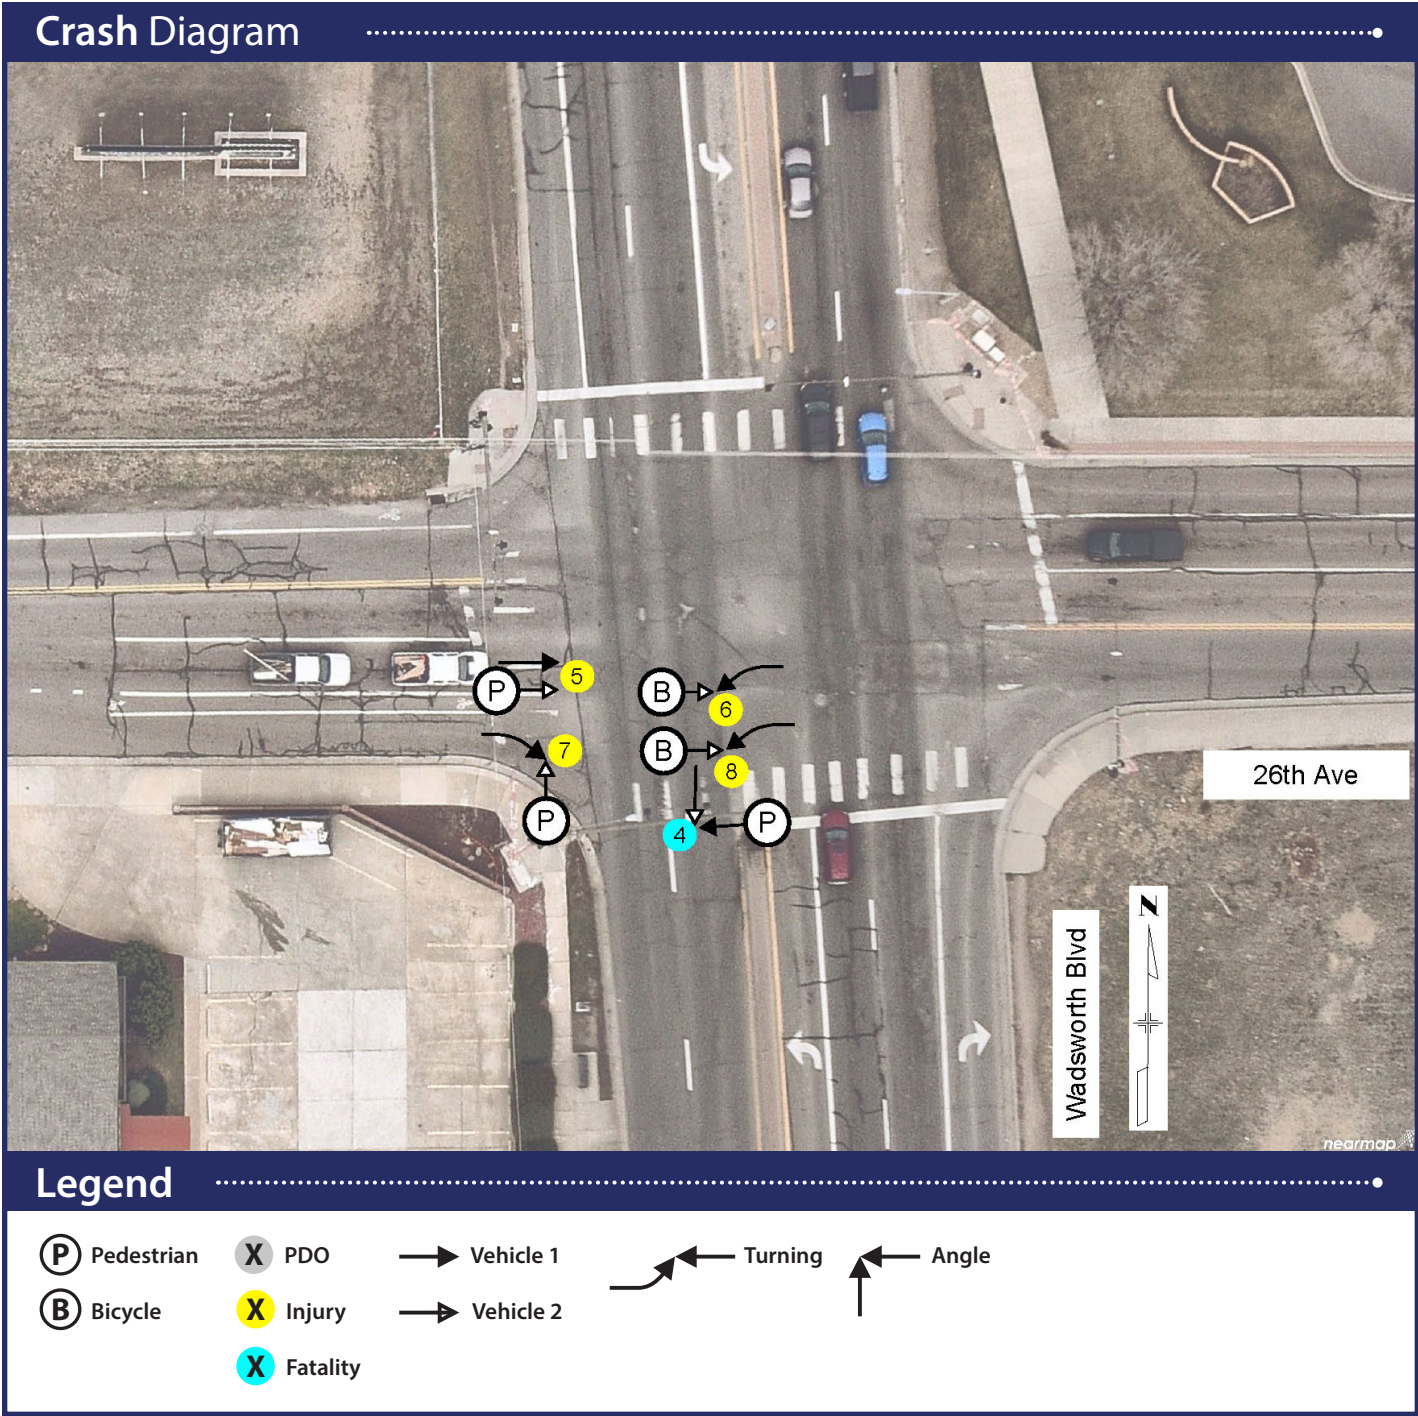 Crash Diagram
P
5
B
6
7
B
8
P
4
P
26th Ave
N
Wadsworth Blvd
nearmap
Legend
P Pedestrian
X PDO
Vehicle 1
Turning
Angle
B Bicycle
X Injury
Vehicle 2
X Fatality